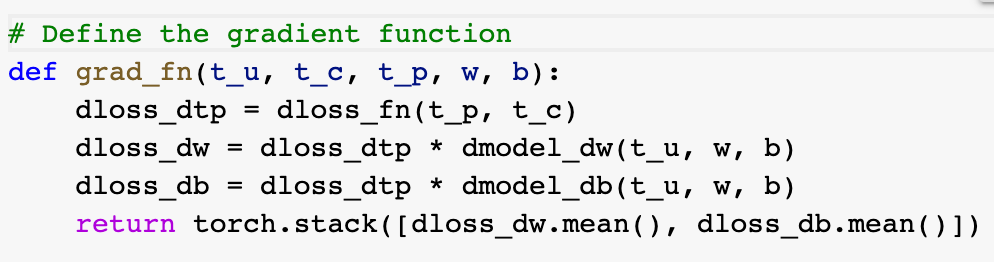 # Define the gradient function
def grad_fn(t_u, t_c, t_p, w, b):
    dloss_dtp = dloss_fn(t_p, t_c)
    dloss_dw = dloss_dtp * dmodel_dw(t_u, w, b)
    dloss_db = dloss_dtp * dmodel_db(t_u, w, b)
    return torch.stack([dloss_dw.mean(), dloss_db.mean()])